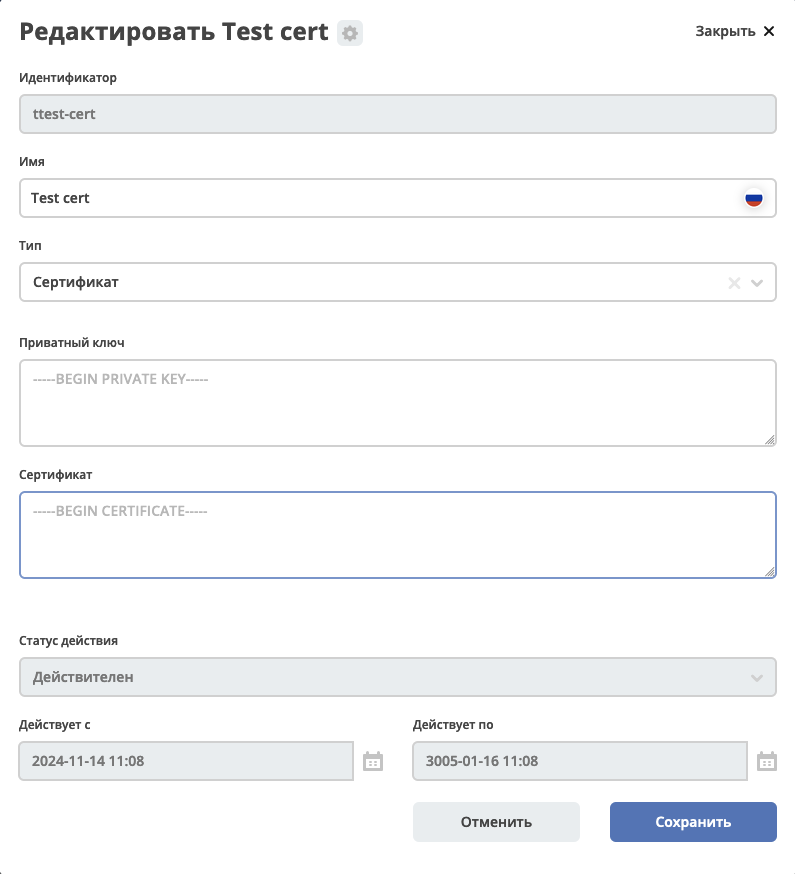 Редактировать Test cert
Закрыть ✕
Идентификатор
ttest-cert
Имя
Test cert
Тип
Сертификат
Приватный ключ
-----BEGIN PRIVATE KEY-----
Сертификат
-----BEGIN CERTIFICATE-----
Статус действия
Действителен
Действует с
Действует по
2024-11-14 11:08
3005-01-16 11:08
Отменить
Сохранить